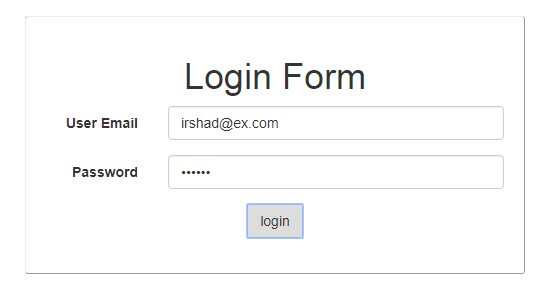 Login Form
User Email irshad@ex.com
Password ••••••
login